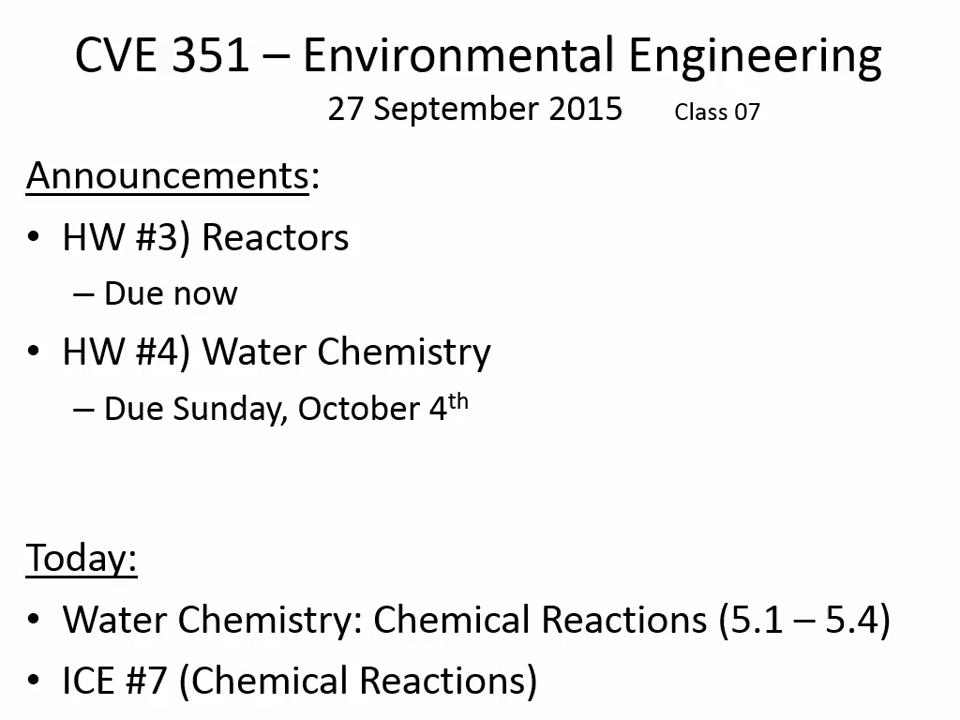 CVE 351 – Environmental Engineering
27 September 2015 Class 07
Announcements:
• HW #3) Reactors
– Due now
• HW #4) Water Chemistry
– Due Sunday, October 4th
Today:
• Water Chemistry: Chemical Reactions (5.1 – 5.4)
• ICE #7 (Chemical Reactions)